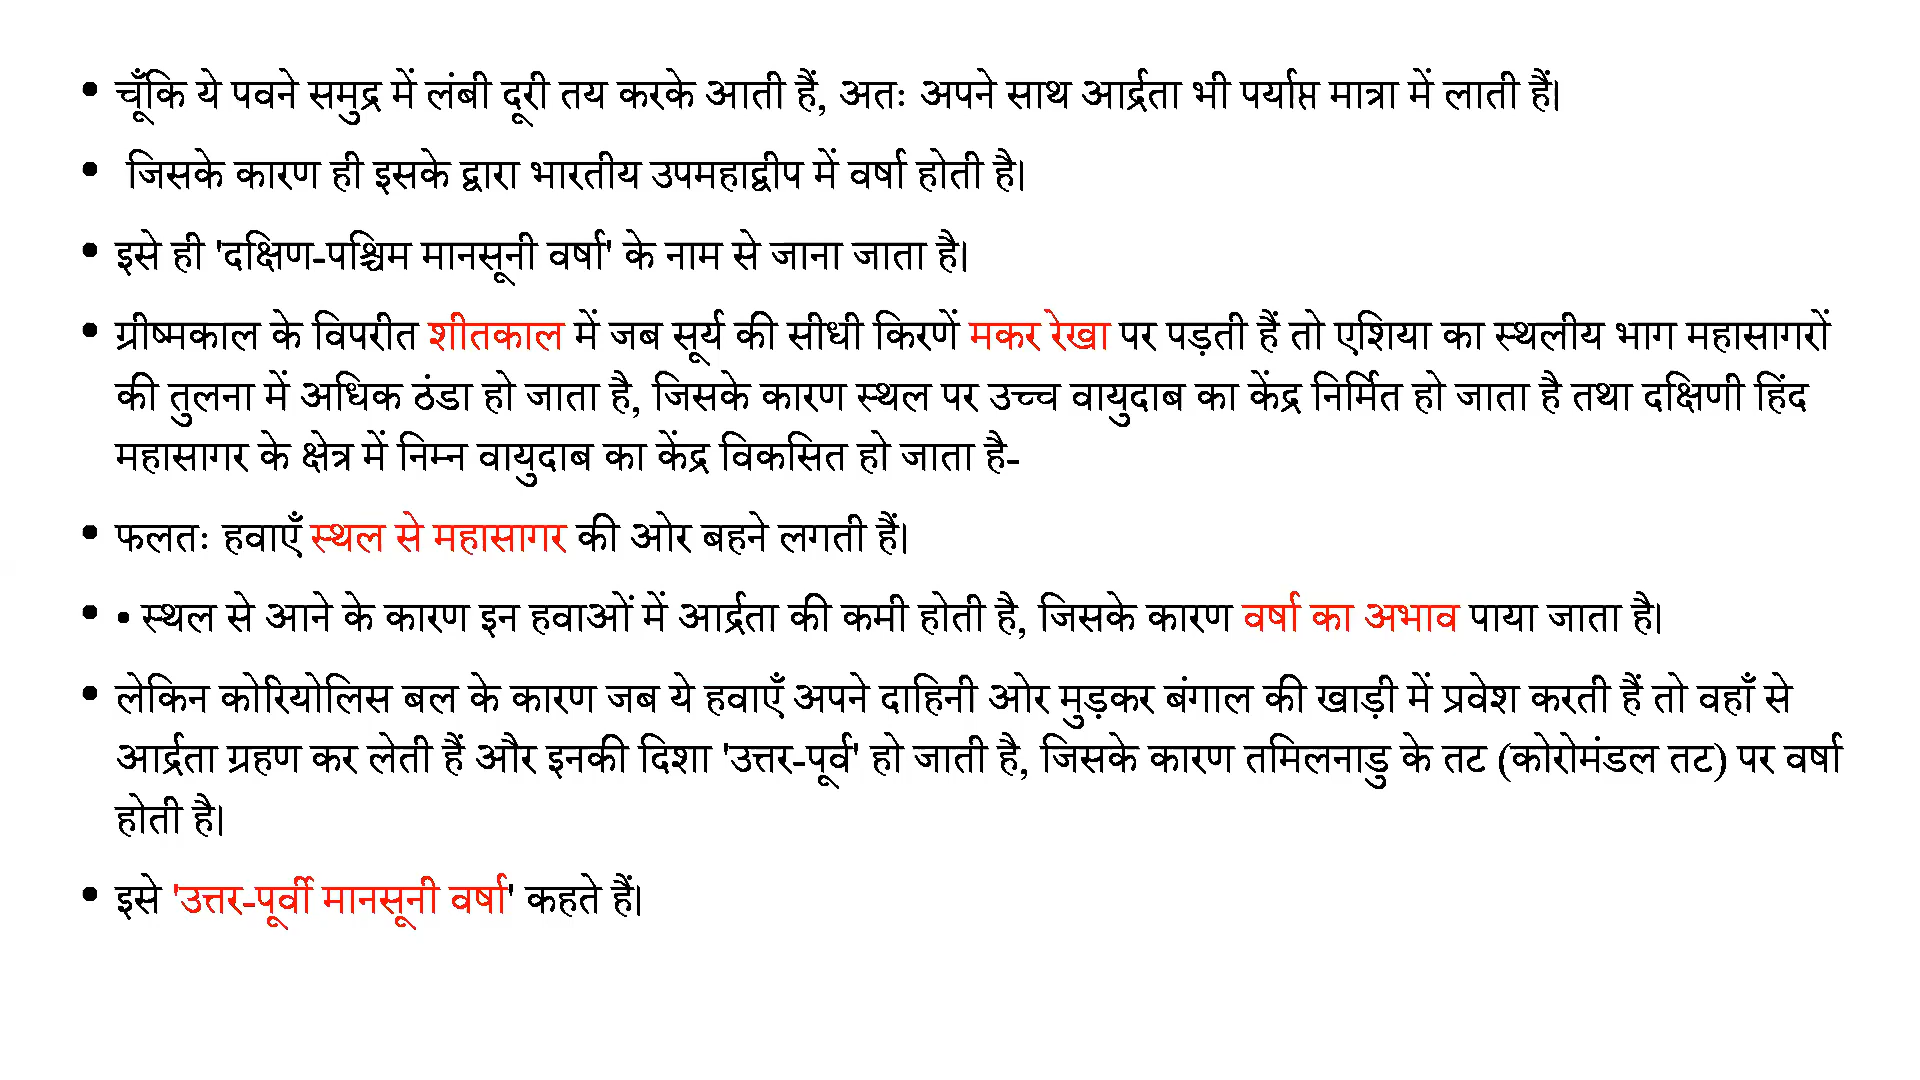 • चूँकि ये पवने समुद्र में लंबी दूरी तय करके आती हैं, अतः अपने साथ आर्द्रता भी पर्याप्त मात्रा में लाती हैं।
• जिसके कारण ही इसके द्वारा भारतीय उपमहाद्वीप में वर्षा होती है।
• इसे ही 'दक्षिण-पश्चिम मानसूनी वर्षा' के नाम से जाना जाता है।
• ग्रीष्मकाल के विपरीत शीतकाल में जब सूर्य की सीधी किरणें मकर रेखा पर पड़ती हैं तो एशिया का स्थलीय भाग महासागरों
की तुलना में अधिक ठंडा हो जाता है, जिसके कारण स्थल पर उच्च वायुदाब का केंद्र निर्मित हो जाता है तथा दक्षिणी हिंद
महासागर के क्षेत्र में निम्न वायुदाब का केंद्र विकसित हो जाता है-
• फलतः हवाएँ स्थल से महासागर की ओर बहने लगती हैं।
• • स्थल से आने के कारण इन हवाओं में आर्द्रता की कमी होती है, जिसके कारण वर्षा का अभाव पाया जाता है।
• लेकिन कोरियोलिस बल के कारण जब ये हवाएँ अपने दाहिनी ओर मुड़कर बंगाल की खाड़ी में प्रवेश करती हैं तो वहाँ से
आर्द्रता ग्रहण कर लेती हैं और इनकी दिशा 'उत्तर-पूर्व' हो जाती है, जिसके कारण तमिलनाडु के तट (कोरोमंडल तट) पर वर्षा
होती है।
• इसे 'उत्तर-पूर्वी मानसूनी वर्षा' कहते हैं।